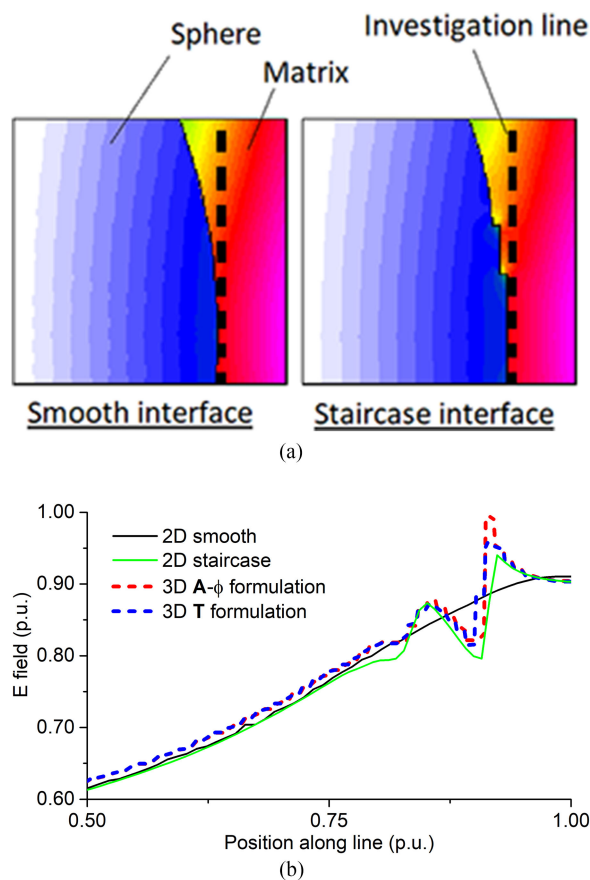 Sphere
Investigation line
Matrix
Smooth interface
Staircase interface
(a)
1.00
2D smooth
2D staircase
3D A-ϕ formulation
3D T formulation
0.90
0.80
0.70
0.60
E field (p.u.)
0.50
0.75
1.00
Position along line (p.u.)
(b)